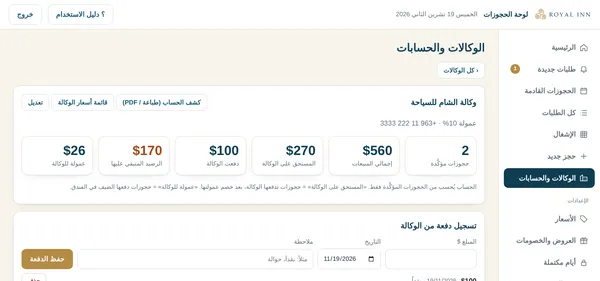 ROYAL INN
لوحة الحجوزات
الخميس 19 تشرين الثاني 2026
؟ دليل الاستخدام
خروج
الرئيسية
طلبات جديدة
1
الحجوزات القادمة
كل الطلبات
الإشغال
حجز جديد
الوكالات والحسابات
الإعدادات
الأسعار
العروض والخصومات
أيام مكتملة
الوكالات والحسابات
‹ كل الوكالات
وكالة الشام للسياحة
كشف الحساب (طباعة / PDF)
قائمة أسعار الوكالة
تعديل
عمولة 10% · +963 11 222 3333
2
حجوزات مؤكّدة
$560
إجمالي المبيعات
$270
المستحق على الوكالة
$100
دفعت الوكالة
$170
الرصيد المتبقي عليها
$26
عمولة للوكالة
الحساب يُحسب من الحجوزات المؤكّدة فقط. «المستحق على الوكالة» = حجوزات تدفعها الوكالة، بعد خصم عمولتها. «عمولة للوكالة» = حجوزات دفعها الضيف في الفندق.
تسجيل دفعة من الوكالة
المبلغ $
التاريخ
ملاحظة
11/19/2026
مثلاً: نقداً، حوالة
حفظ الدفعة
$100
19/11/2026